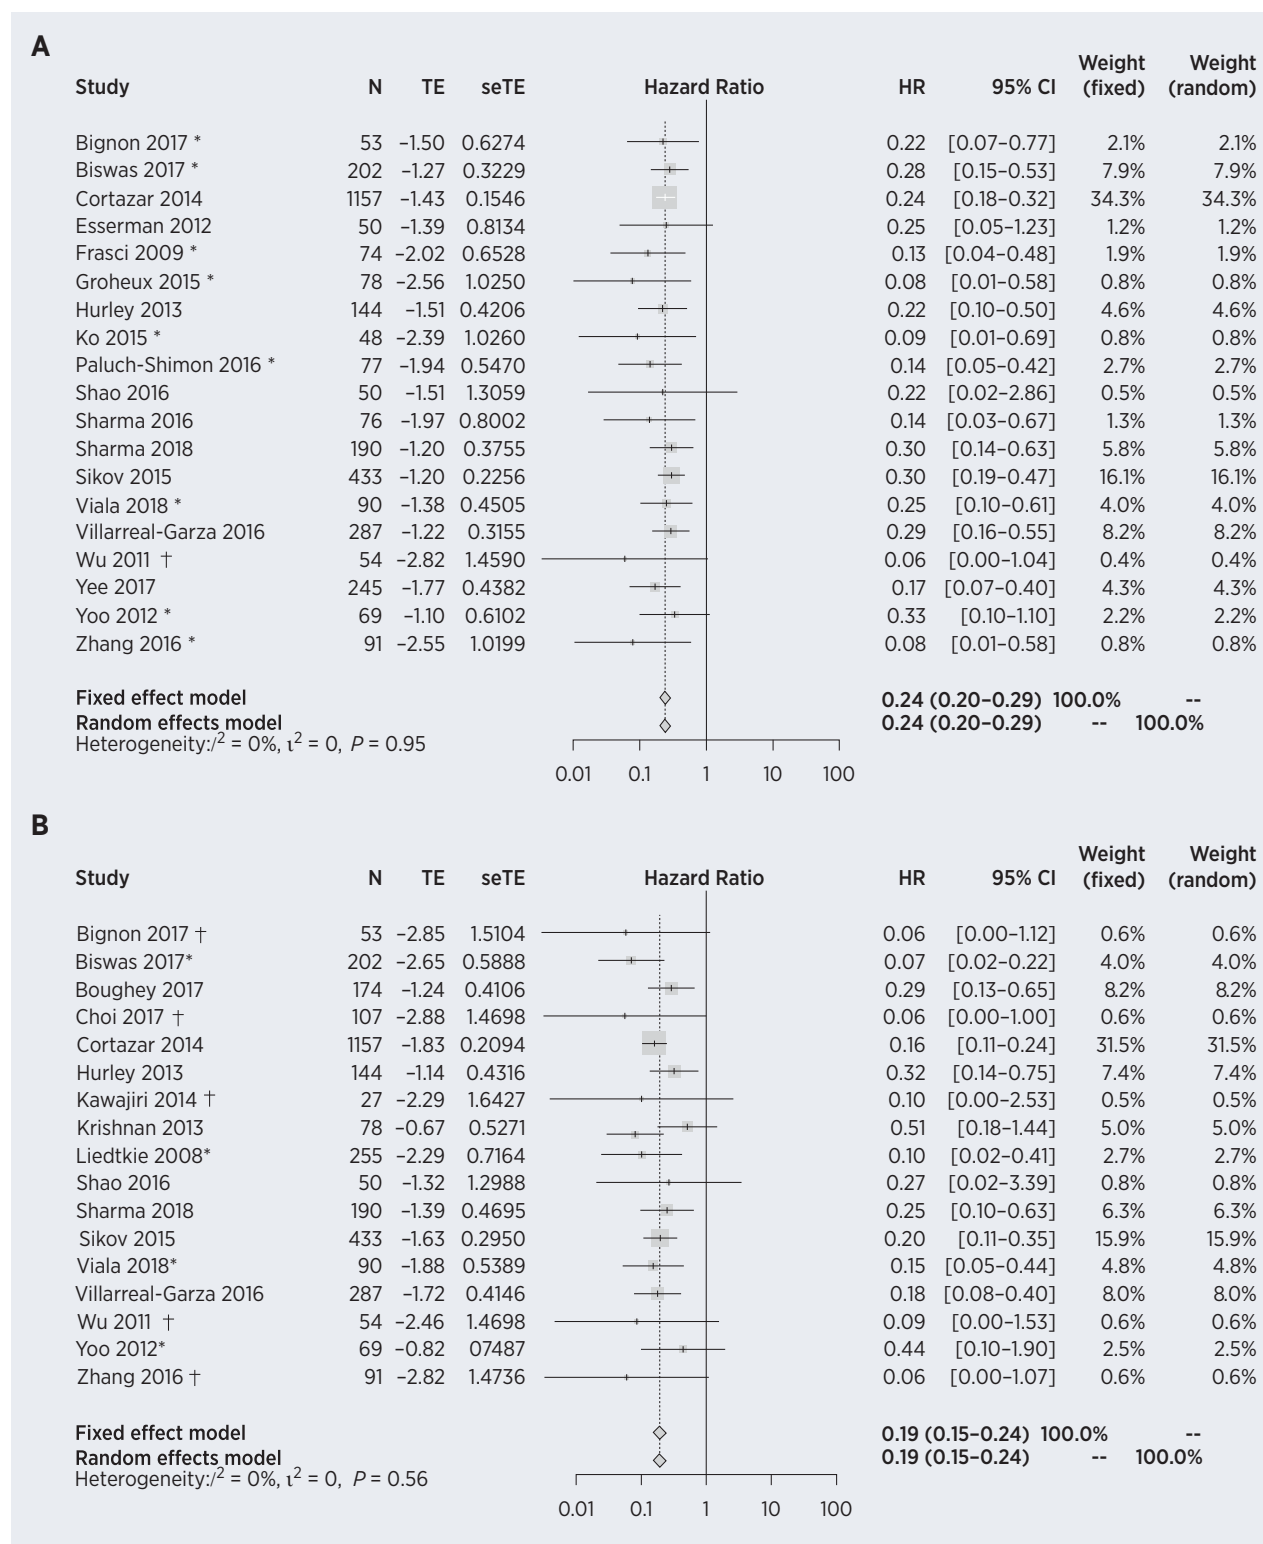 A
Weight Weight
Study N TE seTE Hazard Ratio HR 95% CI (fixed) (random)
Bignon 2017 * 53 −1.50 0.6274 0.22 [0.07–0.77] 2.1% 2.1%
Biswas 2017 * 202 −1.27 0.3229 0.28 [0.15–0.53] 7.9% 7.9%
Cortazar 2014 1157 −1.43 0.1546 0.24 [0.18–0.32] 34.3% 34.3%
Esserman 2012 50 −1.39 0.8134 0.25 [0.05–1.23] 1.2% 1.2%
Frasci 2009 * 74 −2.02 0.6528 0.13 [0.04–0.48] 1.9% 1.9%
Groheux 2015 * 78 −2.56 1.0250 0.08 [0.01–0.58] 0.8% 0.8%
Hurley 2013 144 −1.51 0.4206 0.22 [0.10–0.50] 4.6% 4.6%
Ko 2015 * 48 −2.39 1.0260 0.09 [0.01–0.69] 0.8% 0.8%
Paluch-Shimon 2016 * 77 −1.94 0.5470 0.14 [0.05–0.42] 2.7% 2.7%
Shao 2016 50 −1.51 1.3059 0.22 [0.02–2.86] 0.5% 0.5%
Sharma 2016 76 −1.97 0.8002 0.14 [0.03–0.67] 1.3% 1.3%
Sharma 2018 190 −1.20 0.3755 0.30 [0.14–0.63] 5.8% 5.8%
Sikov 2015 433 −1.20 0.2256 0.30 [0.19–0.47] 16.1% 16.1%
Viala 2018 * 90 −1.38 0.4505 0.25 [0.10–0.61] 4.0% 4.0%
Villarreal-Garza 2016 287 −1.22 0.3155 0.29 [0.16–0.55] 8.2% 8.2%
Wu 2011 † 54 −2.82 1.4590 0.06 [0.00–1.04] 0.4% 0.4%
Yee 2017 245 −1.77 0.4382 0.17 [0.07–0.40] 4.3% 4.3%
Yoo 2012 * 69 −1.10 0.6102 0.33 [0.10–1.10] 2.2% 2.2%
Zhang 2016 * 91 −2.55 1.0199 0.08 [0.01–0.58] 0.8% 0.8%
Fixed effect model 0.24 (0.20–0.29) 100.0% --
Random effects model 0.24 (0.20–0.29) -- 100.0%
Heterogeneity:I² = 0%, τ² = 0, P = 0.95
0.01 0.1 1 10 100
B
Weight Weight
Study N TE seTE Hazard Ratio HR 95% CI (fixed) (random)
Bignon 2017 † 53 −2.85 1.5104 0.06 [0.00–1.12] 0.6% 0.6%
Biswas 2017* 202 −2.65 0.5888 0.07 [0.02–0.22] 4.0% 4.0%
Boughey 2017 174 −1.24 0.4106 0.29 [0.13–0.65] 8.2% 8.2%
Choi 2017 † 107 −2.88 1.4698 0.06 [0.00–1.00] 0.6% 0.6%
Cortazar 2014 1157 −1.83 0.2094 0.16 [0.11–0.24] 31.5% 31.5%
Hurley 2013 144 −1.14 0.4316 0.32 [0.14–0.75] 7.4% 7.4%
Kawajiri 2014 † 27 −2.29 1.6427 0.10 [0.00–2.53] 0.5% 0.5%
Krishnan 2013 78 −0.67 0.5271 0.51 [0.18–1.44] 5.0% 5.0%
Liedtkie 2008* 255 −2.29 0.7164 0.10 [0.02–0.41] 2.7% 2.7%
Shao 2016 50 −1.32 1.2988 0.27 [0.02–3.39] 0.8% 0.8%
Sharma 2018 190 −1.39 0.4695 0.25 [0.10–0.63] 6.3% 6.3%
Sikov 2015 433 −1.63 0.2950 0.20 [0.11–0.35] 15.9% 15.9%
Viala 2018* 90 −1.88 0.5389 0.15 [0.05–0.44] 4.8% 4.8%
Villarreal-Garza 2016 287 −1.72 0.4146 0.18 [0.08–0.40] 8.0% 8.0%
Wu 2011 † 54 −2.46 1.4698 0.09 [0.00–1.53] 0.6% 0.6%
Yoo 2012* 69 −0.82 07487 0.44 [0.10–1.90] 2.5% 2.5%
Zhang 2016 † 91 −2.82 1.4736 0.06 [0.00–1.07] 0.6% 0.6%
Fixed effect model 0.19 (0.15–0.24) 100.0% --
Random effects model 0.19 (0.15–0.24) -- 100.0%
Heterogeneity:I² = 0%, τ² = 0, P = 0.56
0.01 0.1 1 10 100